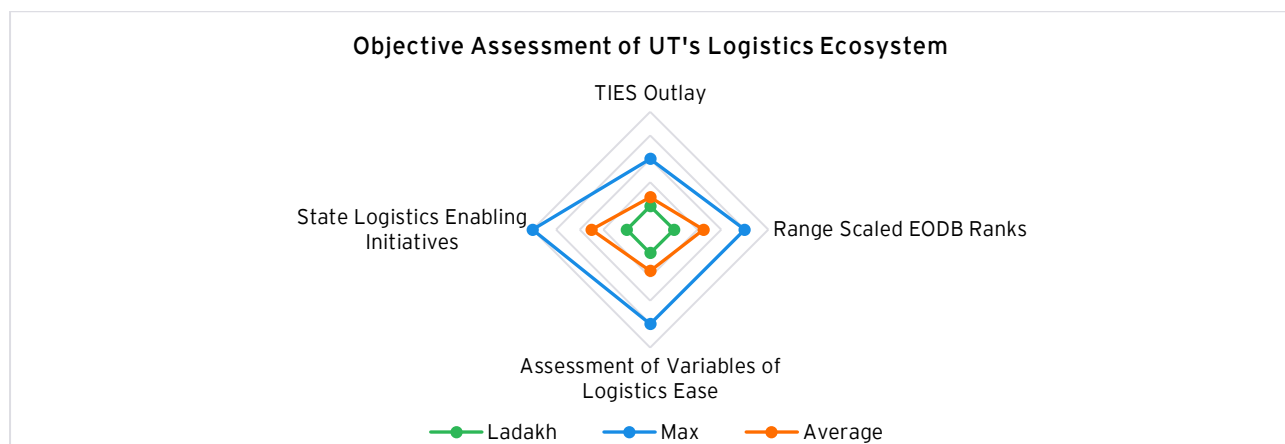 Objective Assessment of UT's Logistics Ecosystem
TIES Outlay
State Logistics Enabling
Initiatives
Range Scaled EODB Ranks
Assessment of Variables of
Logistics Ease
Ladakh
Max
Average